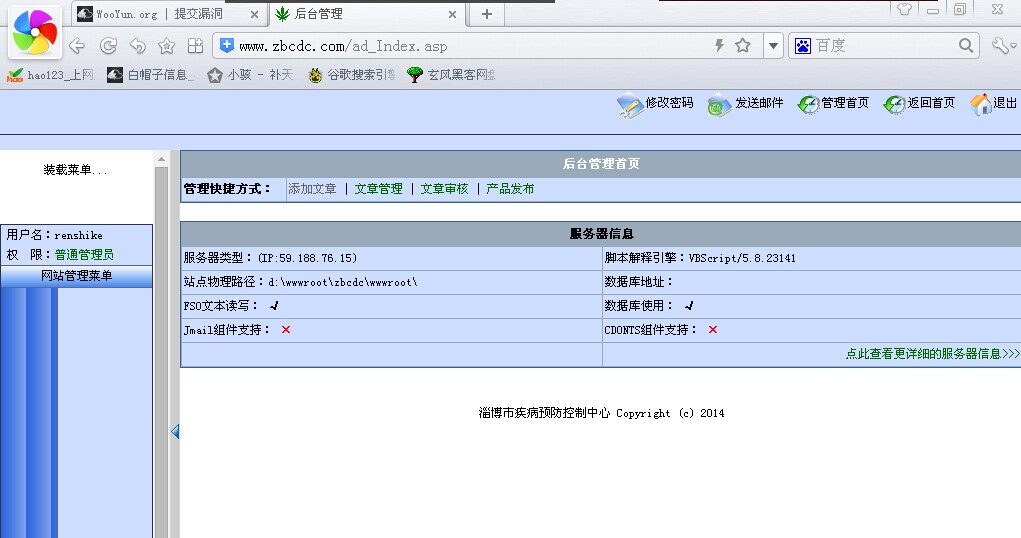 WooYun.org | 提交漏洞
后台管理
www.zbcdc.com/ad_Index.asp
百度
hao123_上网
白帽子信息_
小孩 - 补天
谷歌搜索引擎
玄风黑客网盘
修改密码
发送邮件
管理首页
返回首页
退出
装载菜单...
用户名：renshike
权 限：普通管理员
网站管理菜单
后台管理首页
管理快捷方式：
添加文章 | 文章管理 | 文章审核 | 产品发布
服务器信息
服务器类型：(IP:59.188.76.15)
脚本解释引擎：VBScript/5.8.23141
站点物理路径：d:\wwwroot\zbcdc\wwwroot\
数据库地址：
FSO文本读写： ✓
数据库使用： ✓
Jmail组件支持： ×
CDONTS组件支持： ×
点此查看更详细的服务器信息>>>
淄博市疾病预防控制中心 Copyright (c) 2014